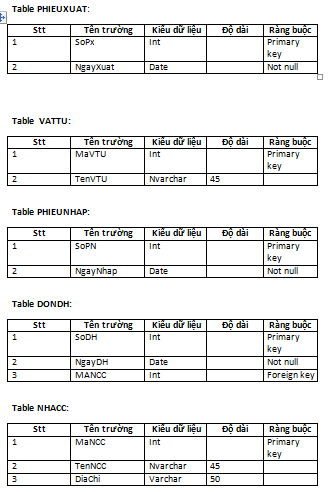 Table PHIEUXUAT:
Stt Tên trường Kiểu dữ liệu Độ dài Ràng buộc
1 SoPx Int Primary key
2 NgayXuat Date Not null
Table VATTU:
Stt Tên trường Kiểu dữ liệu Độ dài Ràng buộc
1 MaVTU Int Primary key
2 TenVTU Nvarchar 45
Table PHIEUNHAP:
Stt Tên trường Kiểu dữ liệu Độ dài Ràng buộc
1 SoPN Int Primary key
2 NgayNhap Date Not null
Table DONDH:
Stt Tên trường Kiểu dữ liệu Độ dài Ràng buộc
1 SoDH Int Primary key
2 NgayDH Date Not null
3 MANCC Int Foreign key
Table NHACC:
Stt Tên trường Kiểu dữ liệu Độ dài Ràng buộc
1 MaNCC Int Primary key
2 TenNCC Nvarchar 45
3 DiaChi Varchar 50